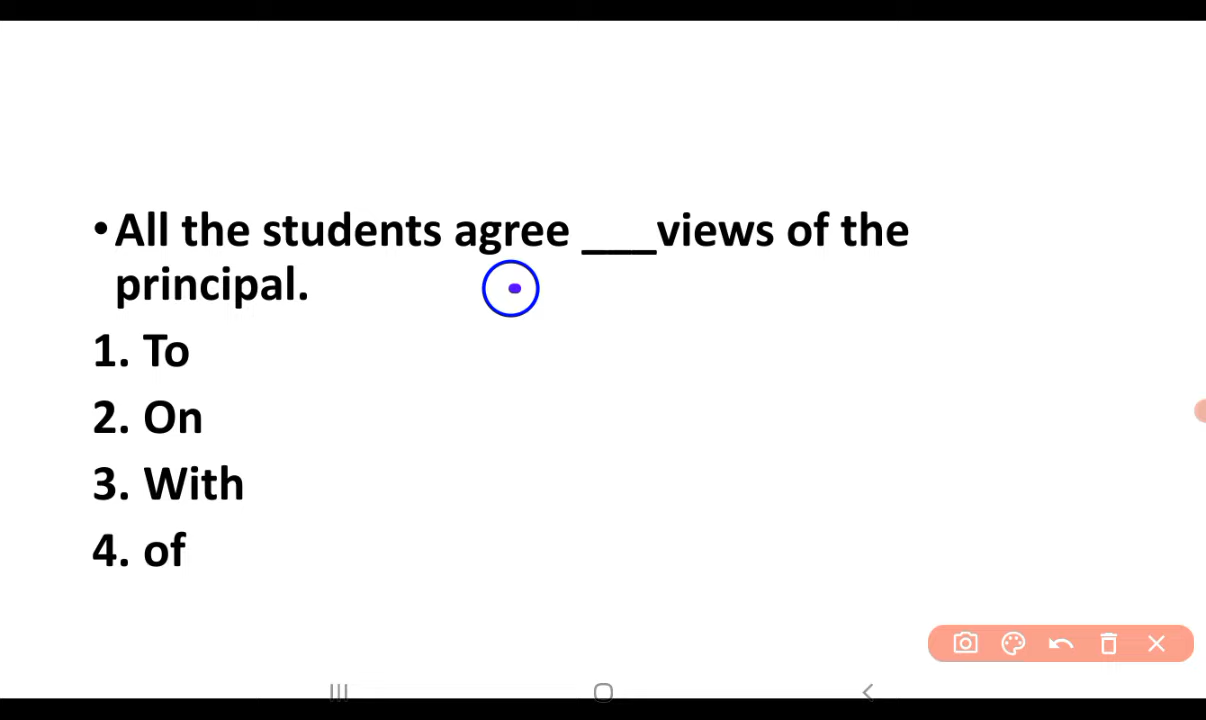 •All the students agree ___views of the
principal.
1. To
2. On
3. With
4. of